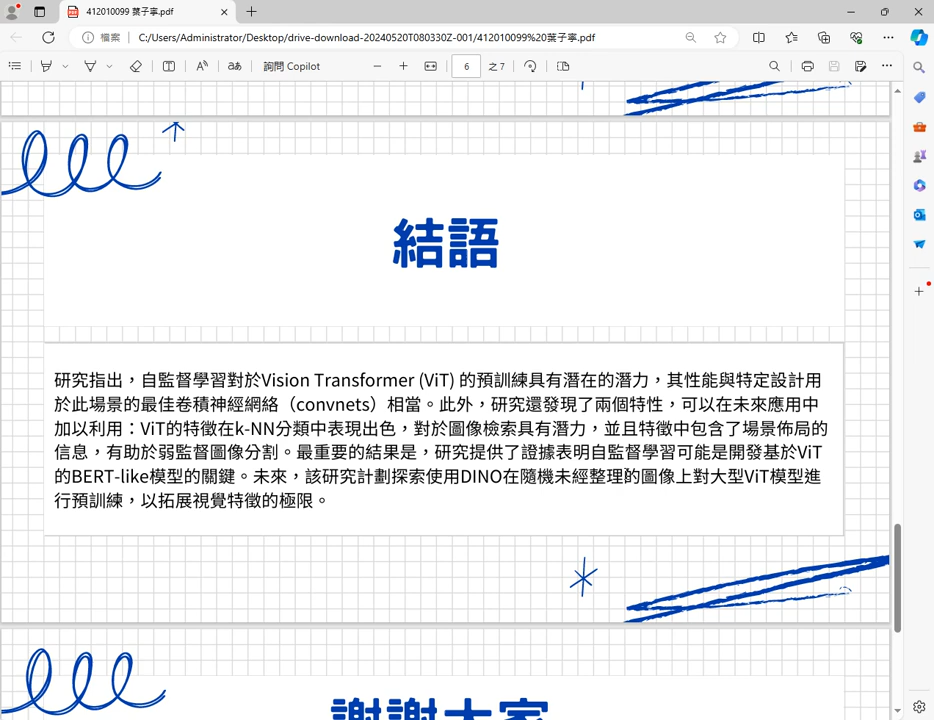 412010099 葉子寧.pdf
檔案
C:/Users/Administrator/Desktop/drive-download-20240520T080330Z-001/412010099%20葉子寧.pdf
詢問 Copilot
6
之 7
結語
研究指出，自監督學習對於Vision Transformer (ViT) 的預訓練具有潛在的潛力，其性能與特定設計用
於此場景的最佳卷積神經網絡（convnets）相當。此外，研究還發現了兩個特性，可以在未來應用中
加以利用：ViT的特徵在k-NN分類中表現出色，對於圖像檢索具有潛力，並且特徵中包含了場景佈局的
信息，有助於弱監督圖像分割。最重要的結果是，研究提供了證據表明自監督學習可能是開發基於ViT
的BERT-like模型的關鍵。未來，該研究計劃探索使用DINO在隨機未經整理的圖像上對大型ViT模型進
行預訓練，以拓展視覺特徵的極限。
謝謝大家